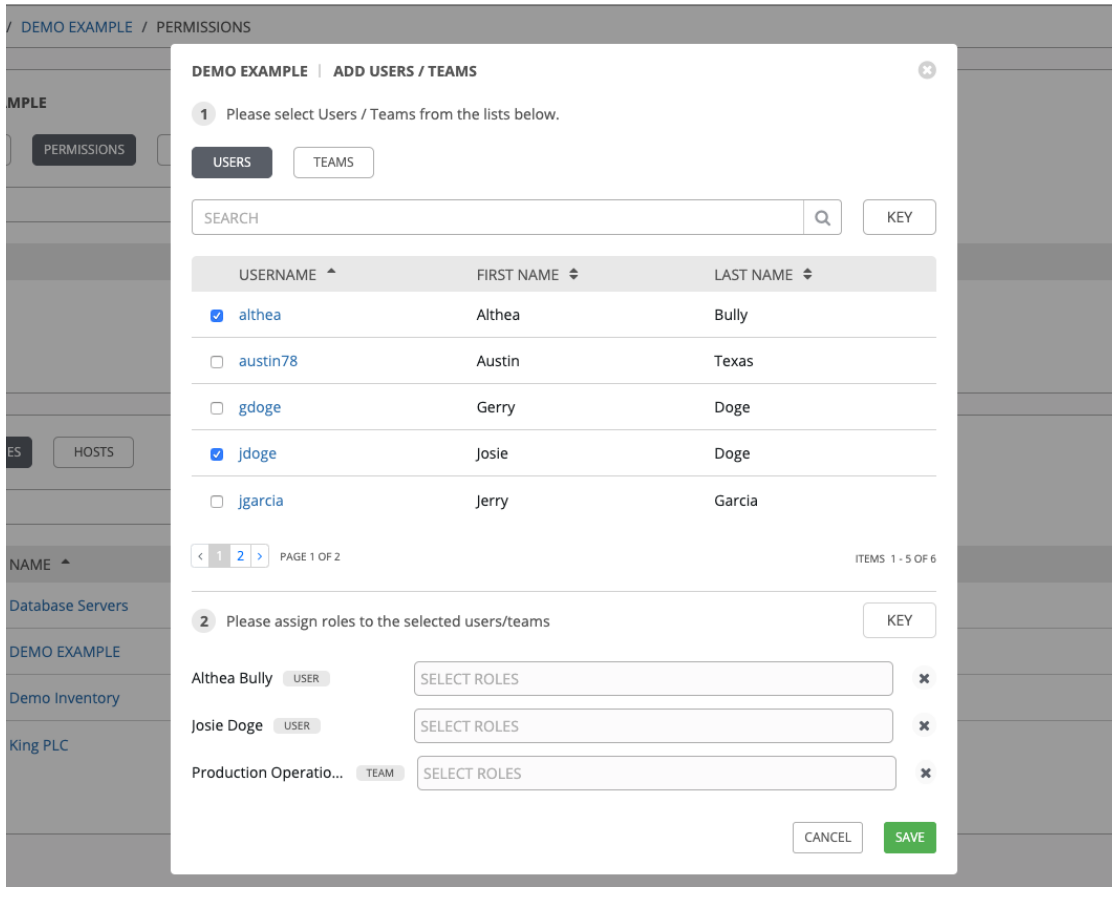 / DEMO EXAMPLE / PERMISSIONS
DEMO EXAMPLE | ADD USERS / TEAMS
1 Please select Users / Teams from the lists below.
USERS TEAMS
SEARCH KEY
USERNAME FIRST NAME LAST NAME
althea Althea Bully
austin78 Austin Texas
gdoge Gerry Doge
jdoge Josie Doge
jgarcia Jerry Garcia
< 1 2 > PAGE 1 OF 2 ITEMS 1 - 5 OF 6
2 Please assign roles to the selected users/teams KEY
Althea Bully USER SELECT ROLES
Josie Doge USER SELECT ROLES
Production Operatio... TEAM SELECT ROLES
CANCEL SAVE
MPLE
PERMISSIONS
ES HOSTS
NAME
Database Servers
DEMO EXAMPLE
Demo Inventory
King PLC